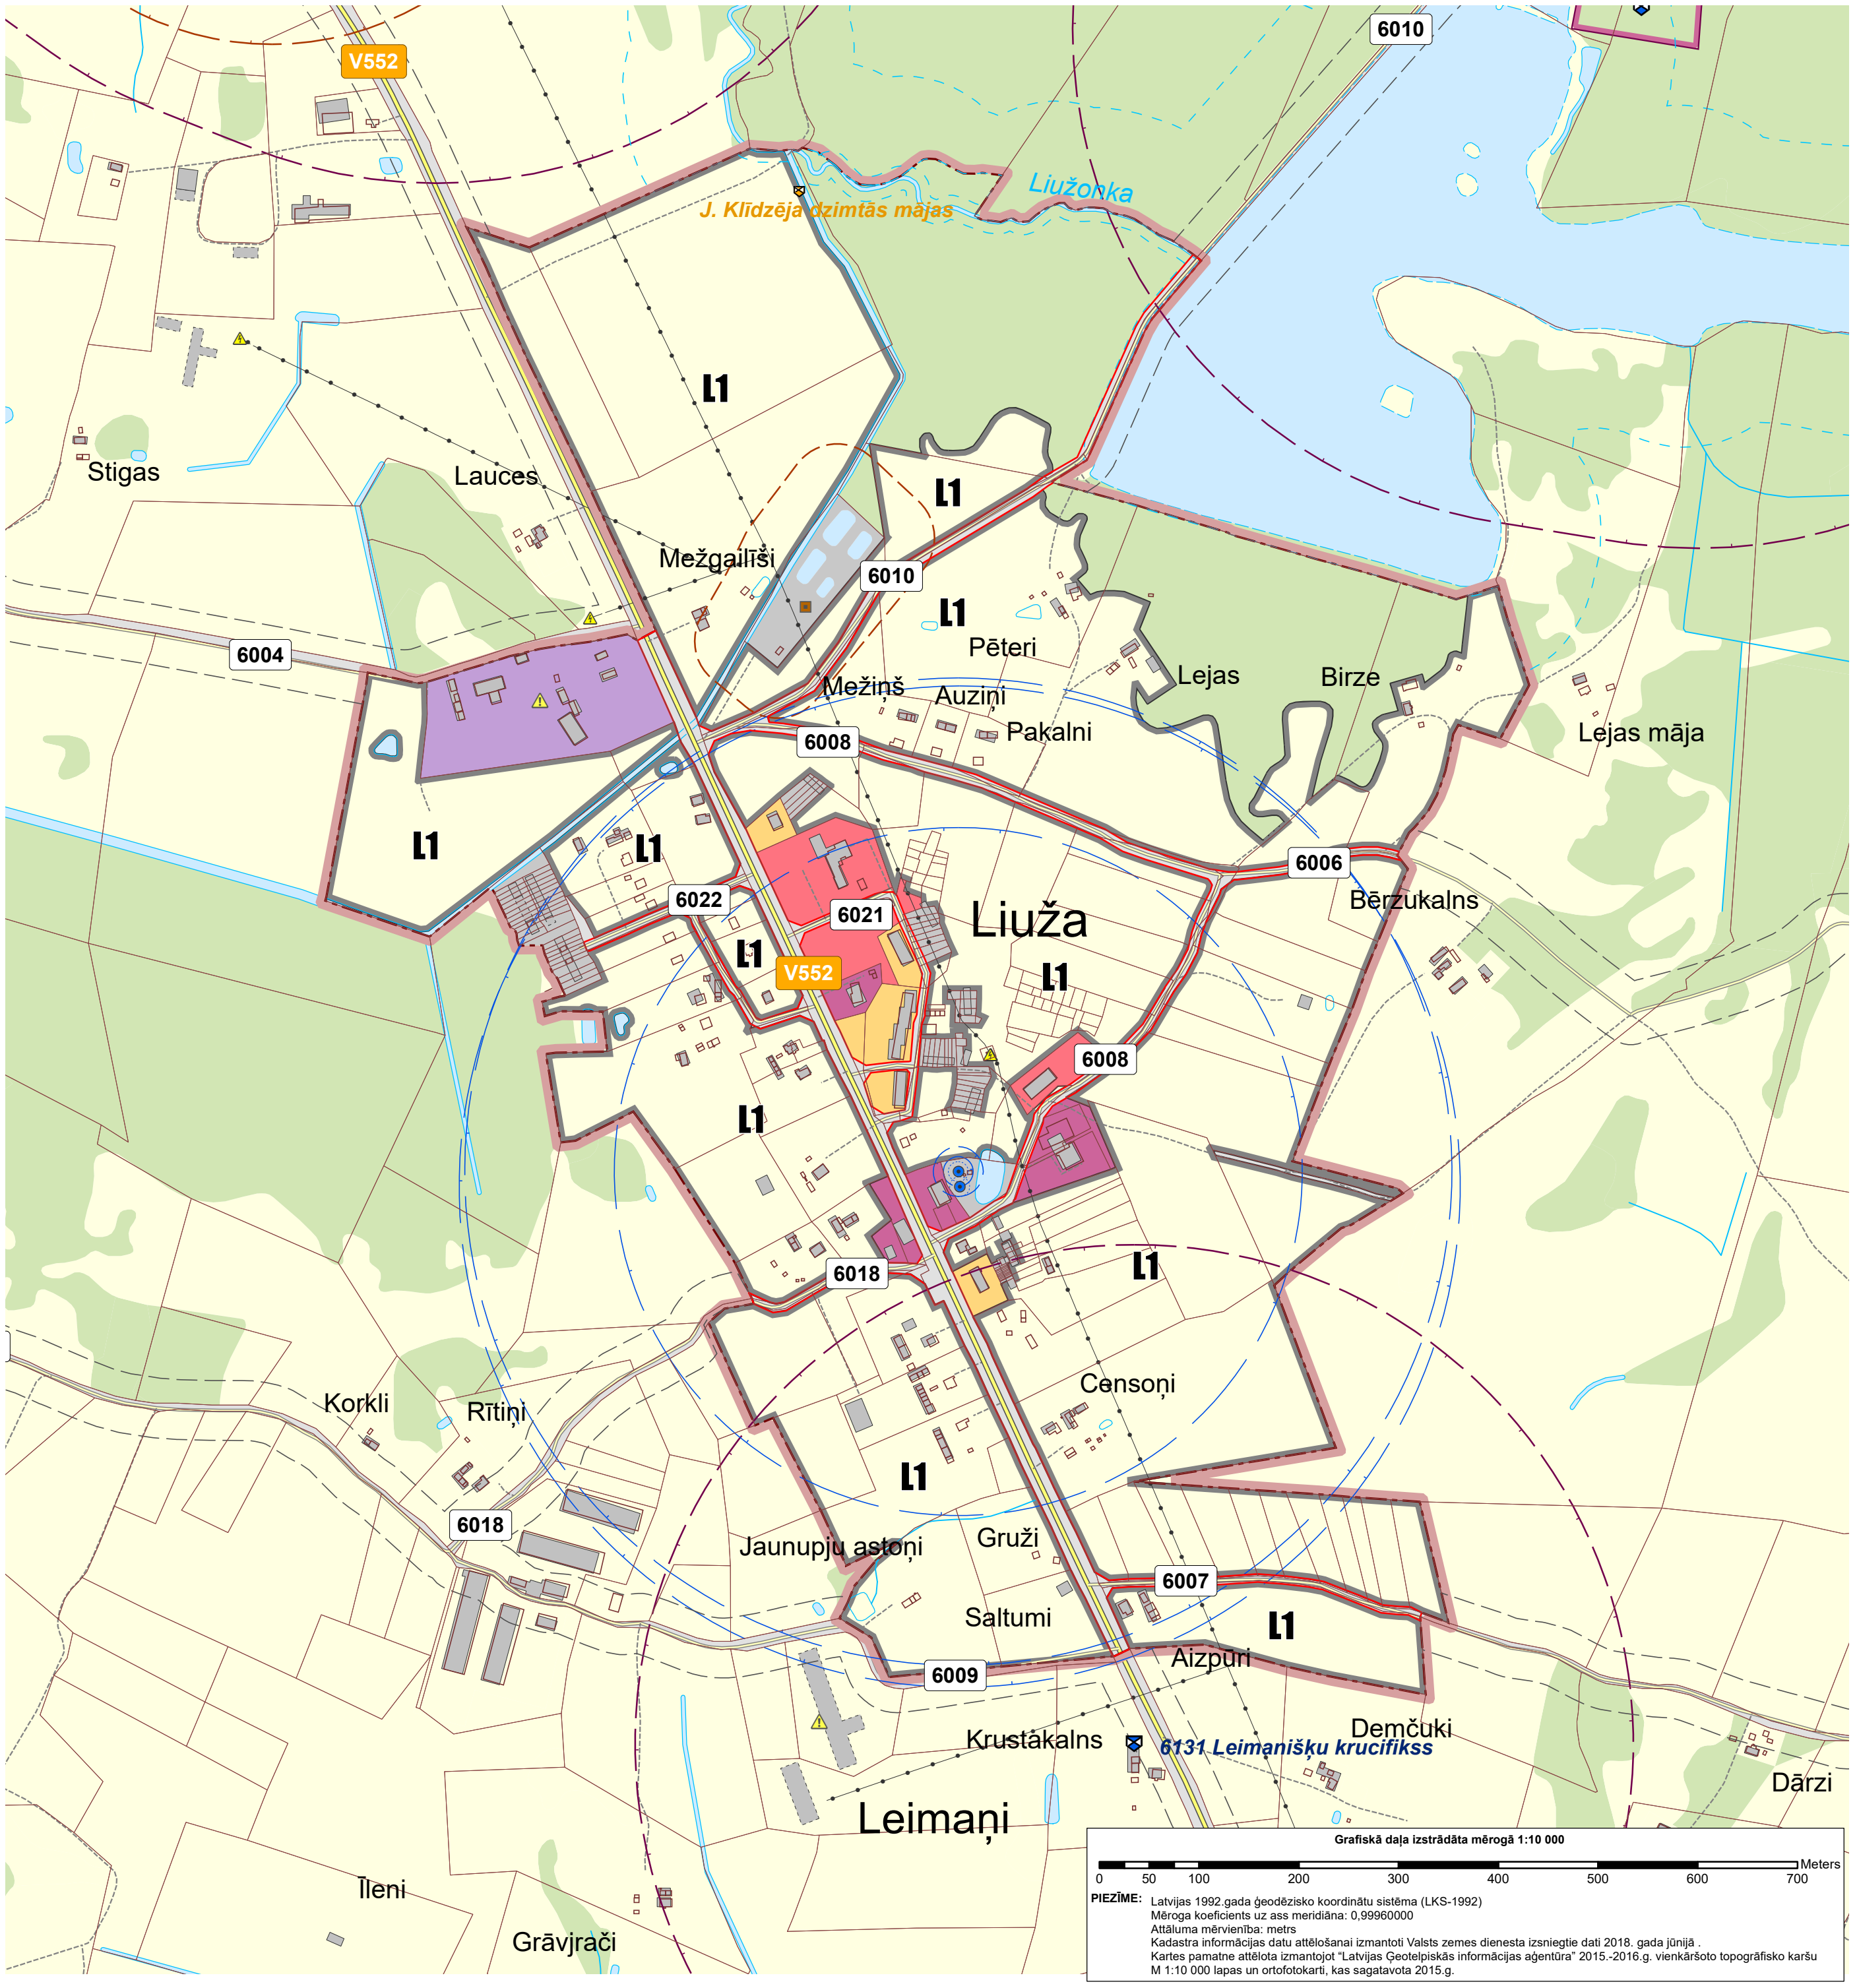 6010
V552
Liužonka
J. Klīdzēja dzimtās mājas
L1
Stigas
Lauces
L1
Mežgailīši
6010
L1
6004
Pēteri
Lejas
Birze
Mežiņš
Auziņi
Pakalni
Lejas māja
6008
L1
L1
6006
6022
6021
Bērzukalns
Liuža
L1
V552
L1
6008
L1
L1
6018
Censoņi
Korkli
Rītiņi
L1
6018
Jaunupju astoņi
Gruži
6007
Saltumi
L1
Aizpūri
6009
Krustakalns
Demčuki
6131 Leimanišķu krucifikss
Dārzi
Leimaņi
Īleni
Grāvjrači
Grafiskā daļa izstrādāta mērogā 1:10 000
Meters
0 50 100 200 300 400 500 600 700
PIEZĪME: Latvijas 1992.gada ģeodēzisko koordinātu sistēma (LKS-1992)
Mēroga koeficients uz ass meridiāna: 0,99960000
Attāluma mērvienība: metrs
Kadastra informācijas datu attēlošanai izmantoti Valsts zemes dienesta izsniegtie dati 2018. gada jūnijā .
Kartes pamatne attēlota izmantojot “Latvijas Ģeotelpiskās informācijas aģentūra” 2015.-2016.g. vienkāršoto topogrāfisko karšu
M 1:10 000 lapas un ortofotokarti, kas sagatavota 2015.g.